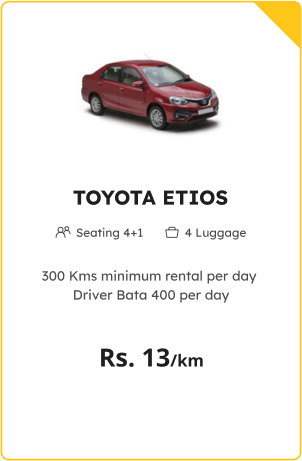 TOYOTA ETIOS
Seating 4+1 4 Luggage
300 Kms minimum rental per day
Driver Bata 400 per day
Rs. 13/km